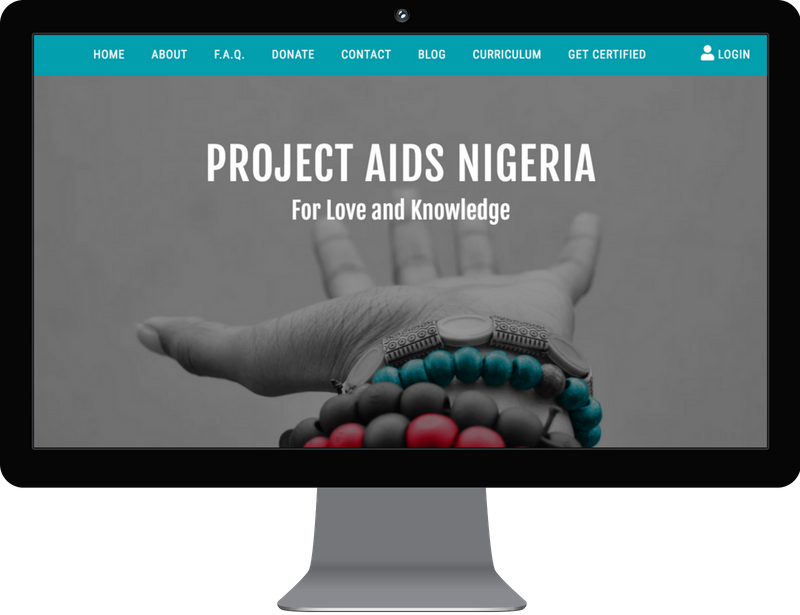 HOME ABOUT F.A.Q. DONATE CONTACT BLOG CURRICULUM GET CERTIFIED LOGIN
PROJECT AIDS NIGERIA
For Love and Knowledge